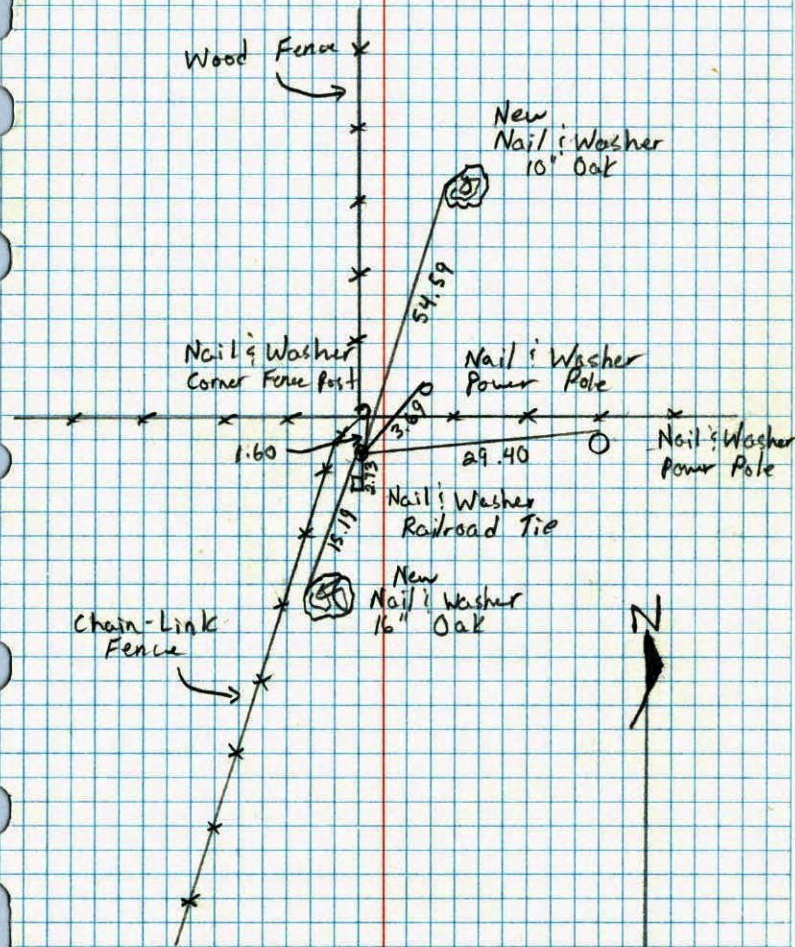 Wood Fence
New
Nail & Washer
10" Oak
54.59
Nail & Washer
Corner Fence Post
Nail & Washer
Power Pole
3.69
1.60
29.40
Nail & Washer
Power Pole
2.73
Nail & Washer
Railroad Tie
15.19
New
Nail & Washer
16" Oak
Chain-Link
Fence
N